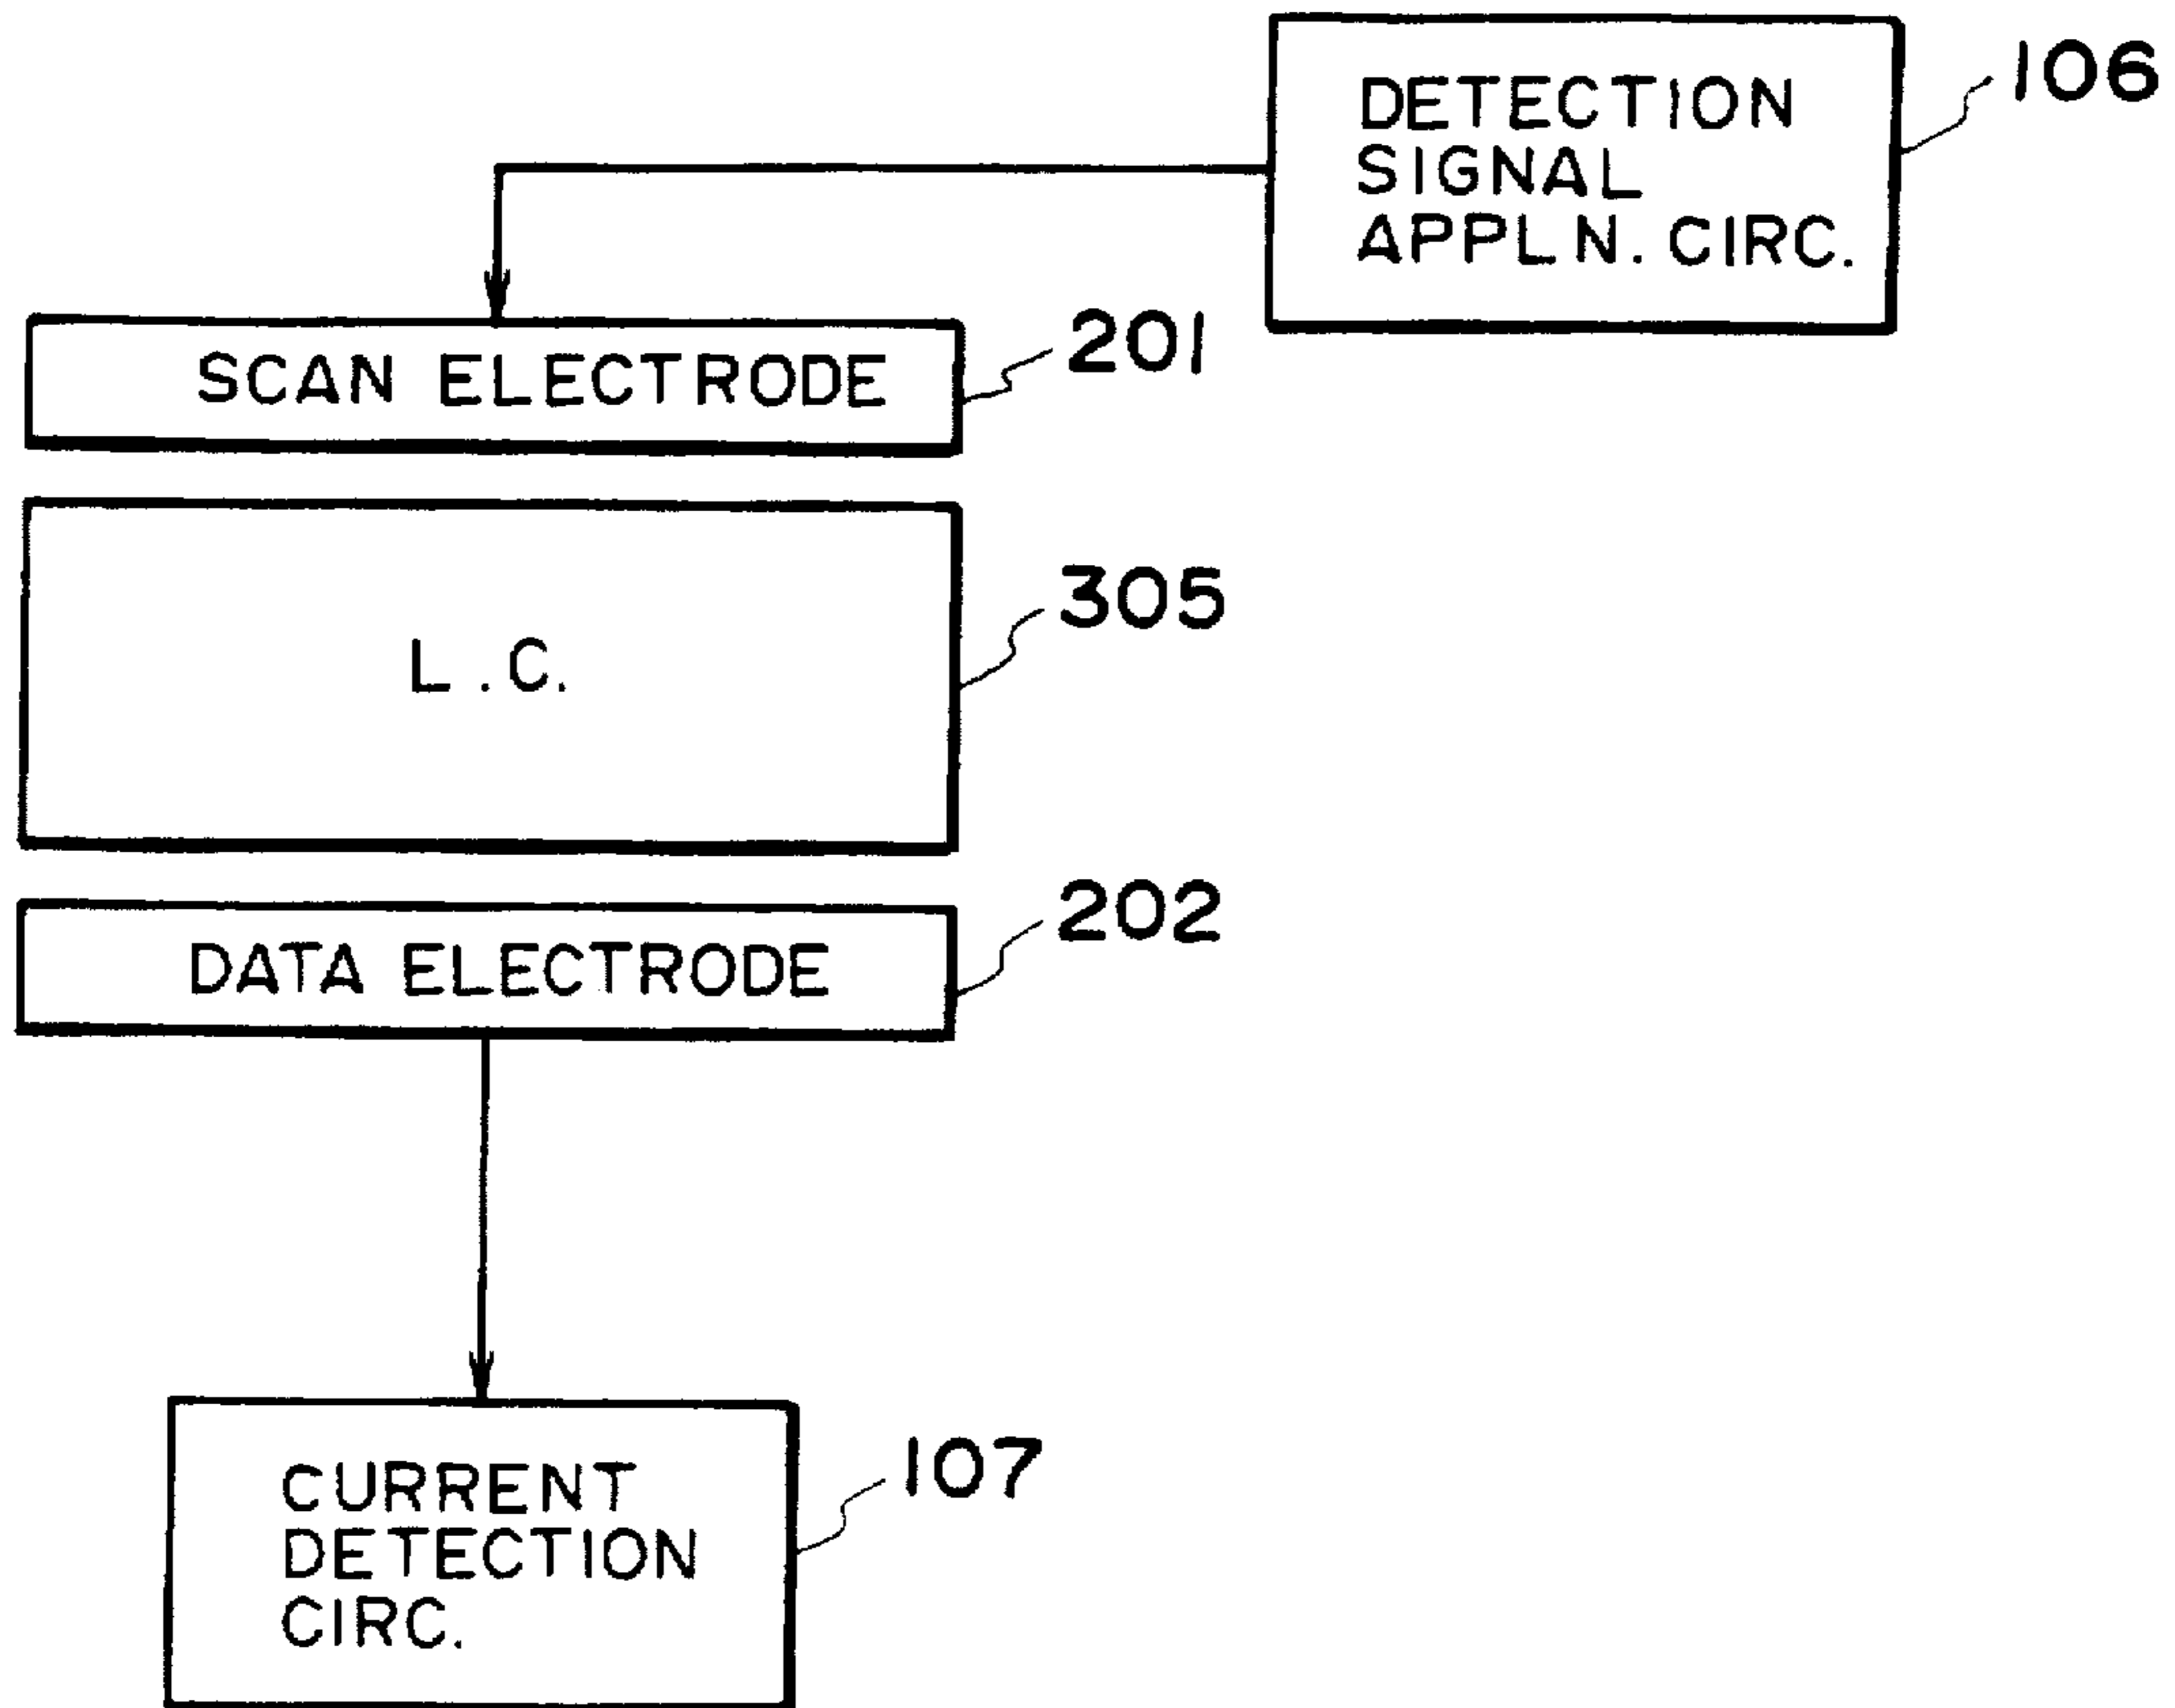 DETECTION
SIGNAL
APPLN. CIRC.
106
SCAN ELECTRODE
201
L.C.
305
DATA ELECTRODE
202
CURRENT
DETECTION
CIRC.
107